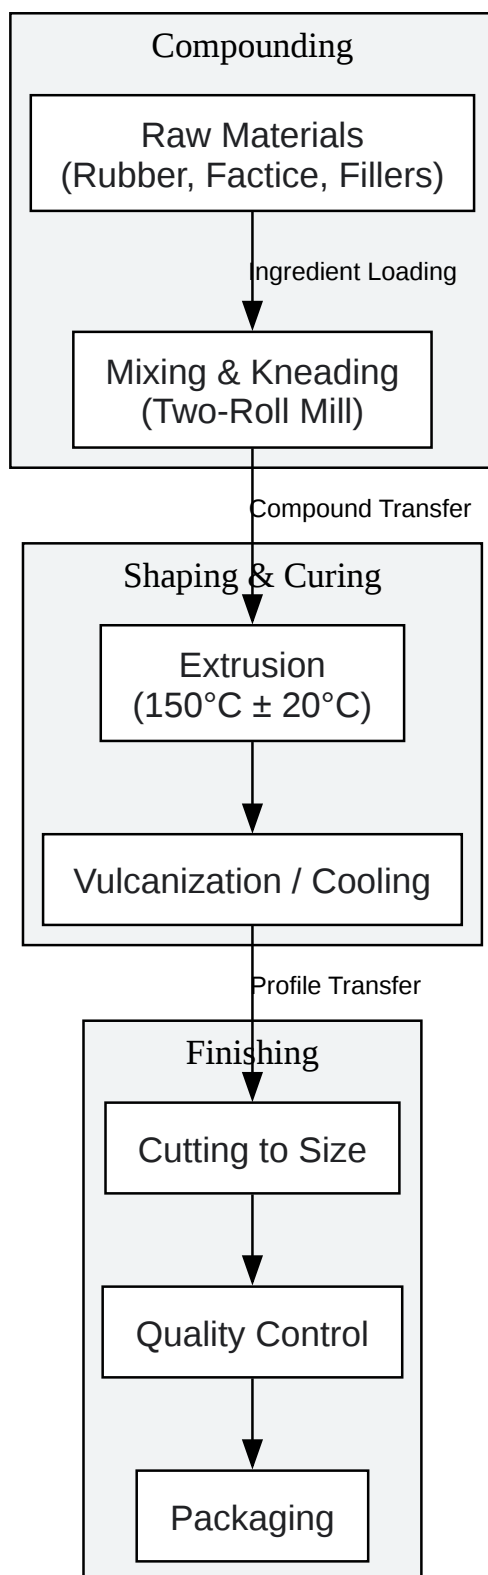 Compounding
Raw Materials
(Rubber, Factice, Fillers)
Ingredient Loading
Mixing & Kneading
(Two-Roll Mill)
Compound Transfer
Shaping & Curing
Extrusion
(150°C ± 20°C)
Vulcanization / Cooling
Profile Transfer
Finishing
Cutting to Size
Quality Control
Packaging